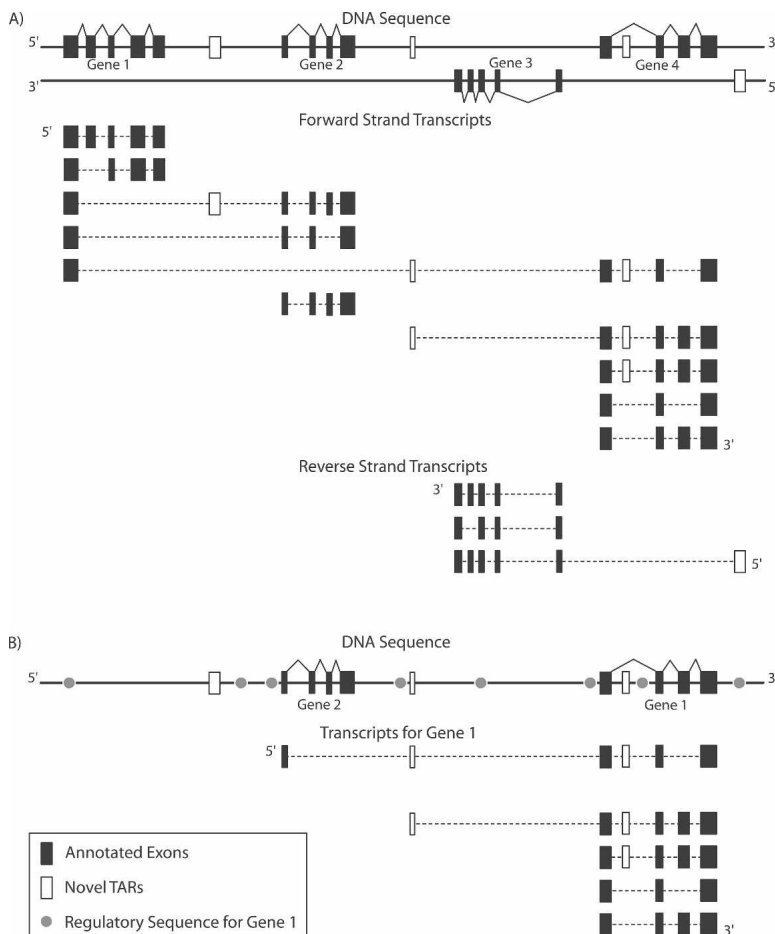 A)
DNA Sequence
5'
3
Gene 1
Gene 2
Gene 3
Gene 4
3'
5
Forward Strand Transcripts
5'
3'
Reverse Strand Transcripts
3'
5'
B)
DNA Sequence
5'
3
Gene 2
Gene 1
Transcripts for Gene 1
5'
Annotated Exons
Novel TARs
Regulatory Sequence for Gene 1
3'